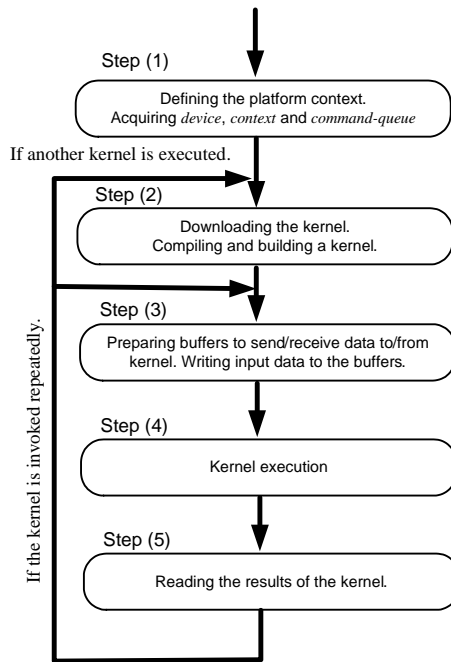 Step (1)
Defining the platform context.
Acquiring device, context and command-queue
If another kernel is executed.
Step (2)
Downloading the kernel.
Compiling and building a kernel.
Step (3)
Preparing buffers to send/receive data to/from
kernel. Writing input data to the buffers.
If the kernel is invoked repeatedly.
Step (4)
Kernel execution
Step (5)
Reading the results of the kernel.